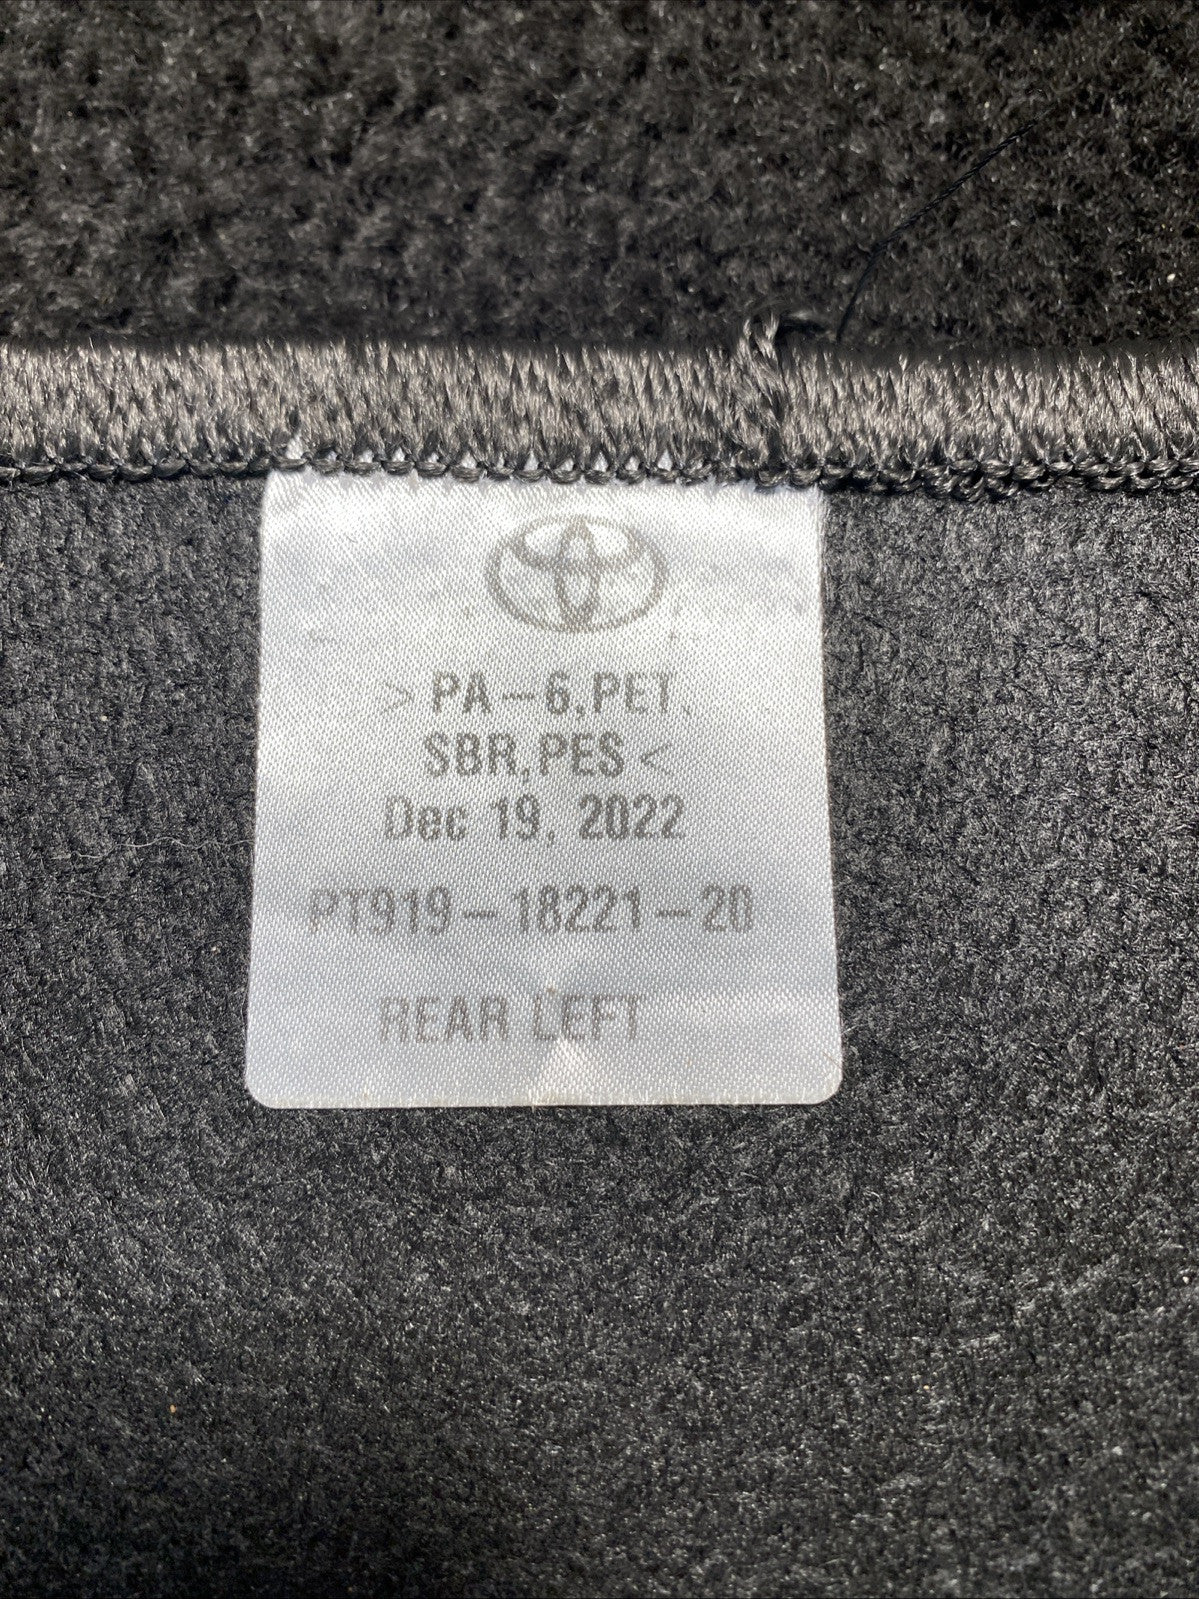 >PA-6,PET,
SBR,PES<
Dec 19, 2022
PT919-18221-20
REAR LEFT